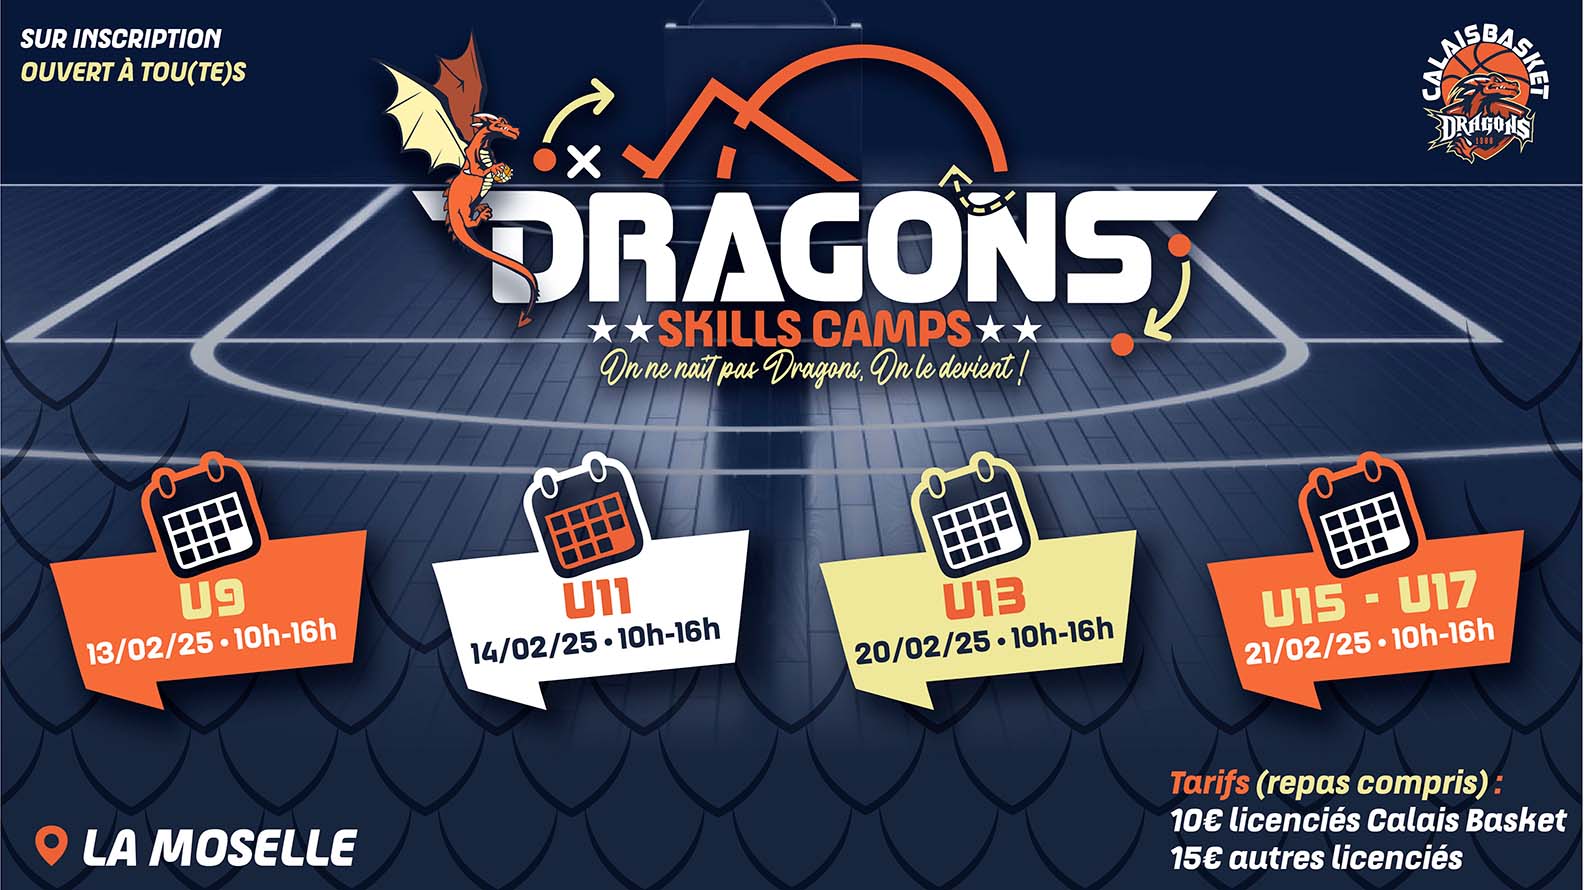 SUR INSCRIPTION
OUVERT À TOU(TE)S
CALAISBASKET
DRAGONS
DRAGONS
SKILLS CAMPS
On ne naît pas Dragons, On le devient !
U9
13/02/25 • 10h-16h
U11
14/02/25 • 10h-16h
U13
20/02/25 • 10h-16h
U15 - U17
21/02/25 • 10h-16h
LA MOSELLE
Tarifs (repas compris) :
10€ licenciés Calais Basket
15€ autres licenciés